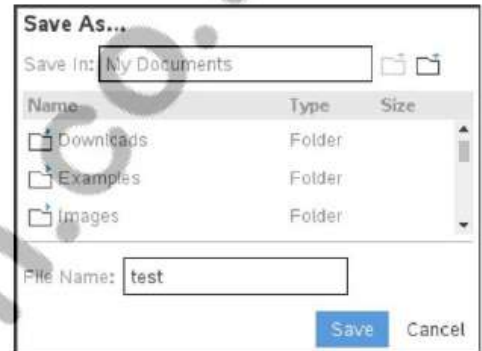 Save As...
Save In: My Documents
Name Type Size
Downloads Folder
Examples Folder
Images Folder
File Name: test
Save Cancel